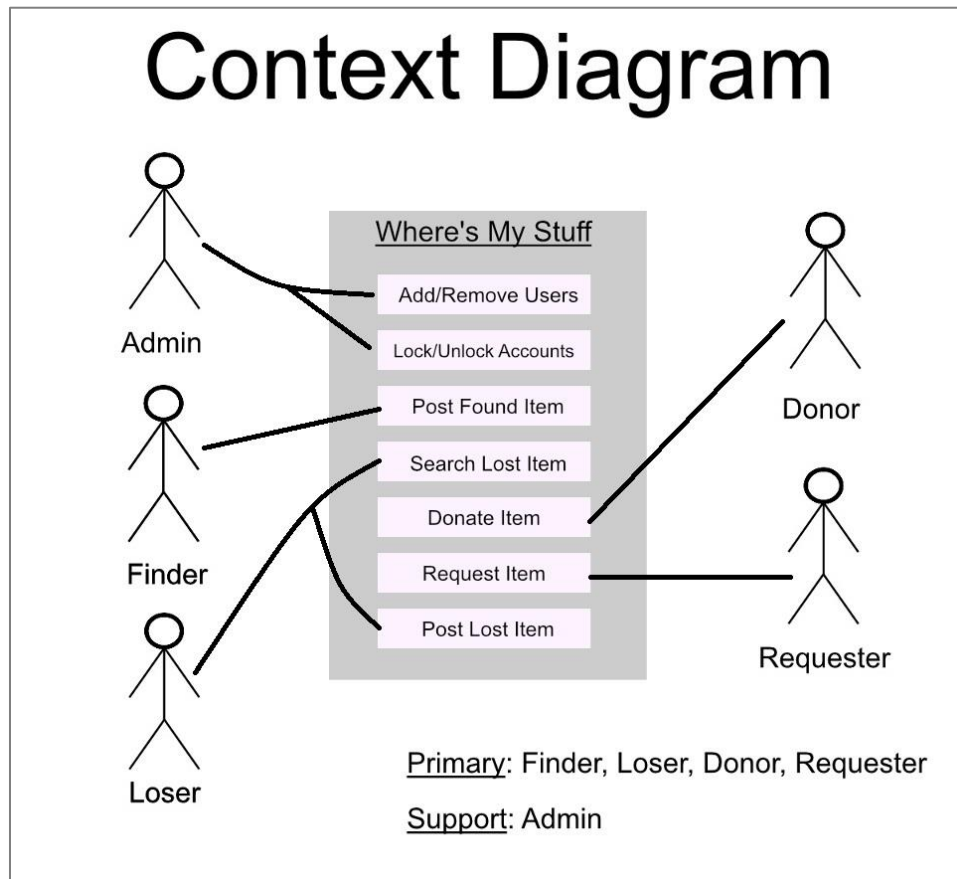 Context Diagram
Where's My Stuff
Add/Remove Users
Lock/Unlock Accounts
Post Found Item
Search Lost Item
Donate Item
Request Item
Post Lost Item
Admin
Finder
Loser
Donor
Requester
Primary: Finder, Loser, Donor, Requester
Support: Admin